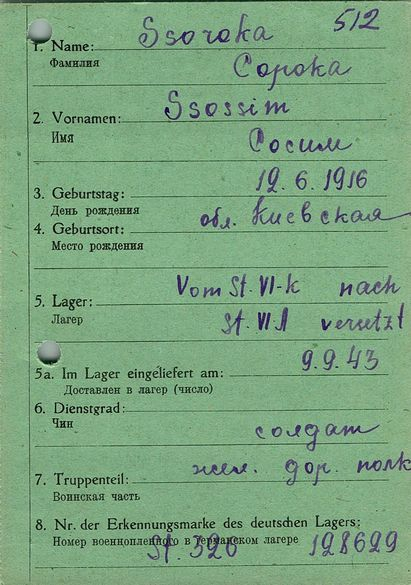 512
1. Name: Ssoroka
Фамилия Сорока
2. Vornamen: Ssossim
Имя Сосим
3. Geburtstag: 12.6.1916
День рождения обл. Киевская
4. Geburtsort:
Место рождения
Vom St. VI-K nach
5. Lager:
Лагер St. VI A versetzt
5a. Im Lager eingeliefert am: 9.9.43
Доставлен в лагер (число)
6. Dienstgrad:
Чин солдат
жел. дор. полк
7. Truppenteil:
Воинская часть
8. Nr. der Erkennungsmarke des deutschen Lagers:
Номер военнопленного в германском лагере
St. 326 128629